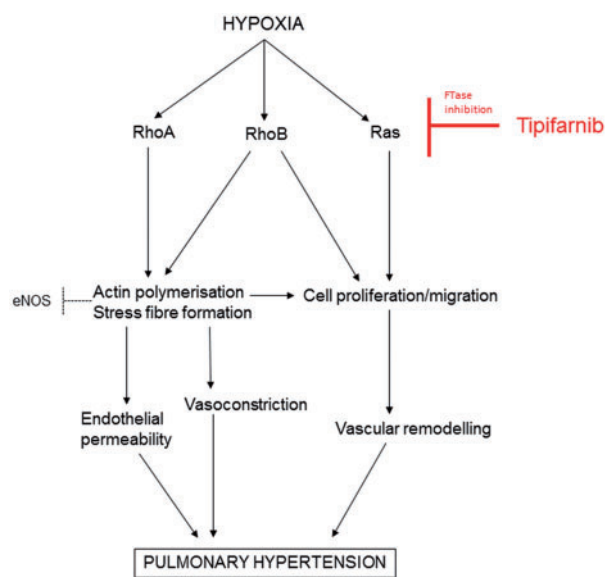 HYPOXIA
FTase
inhibition
Tipifarnib
RhoA
RhoB
Ras
eNOS
Actin polymerisation
Stress fibre formation
Cell proliferation/migration
Endothelial
permeability
Vasoconstriction
Vascular remodelling
PULMONARY HYPERTENSION